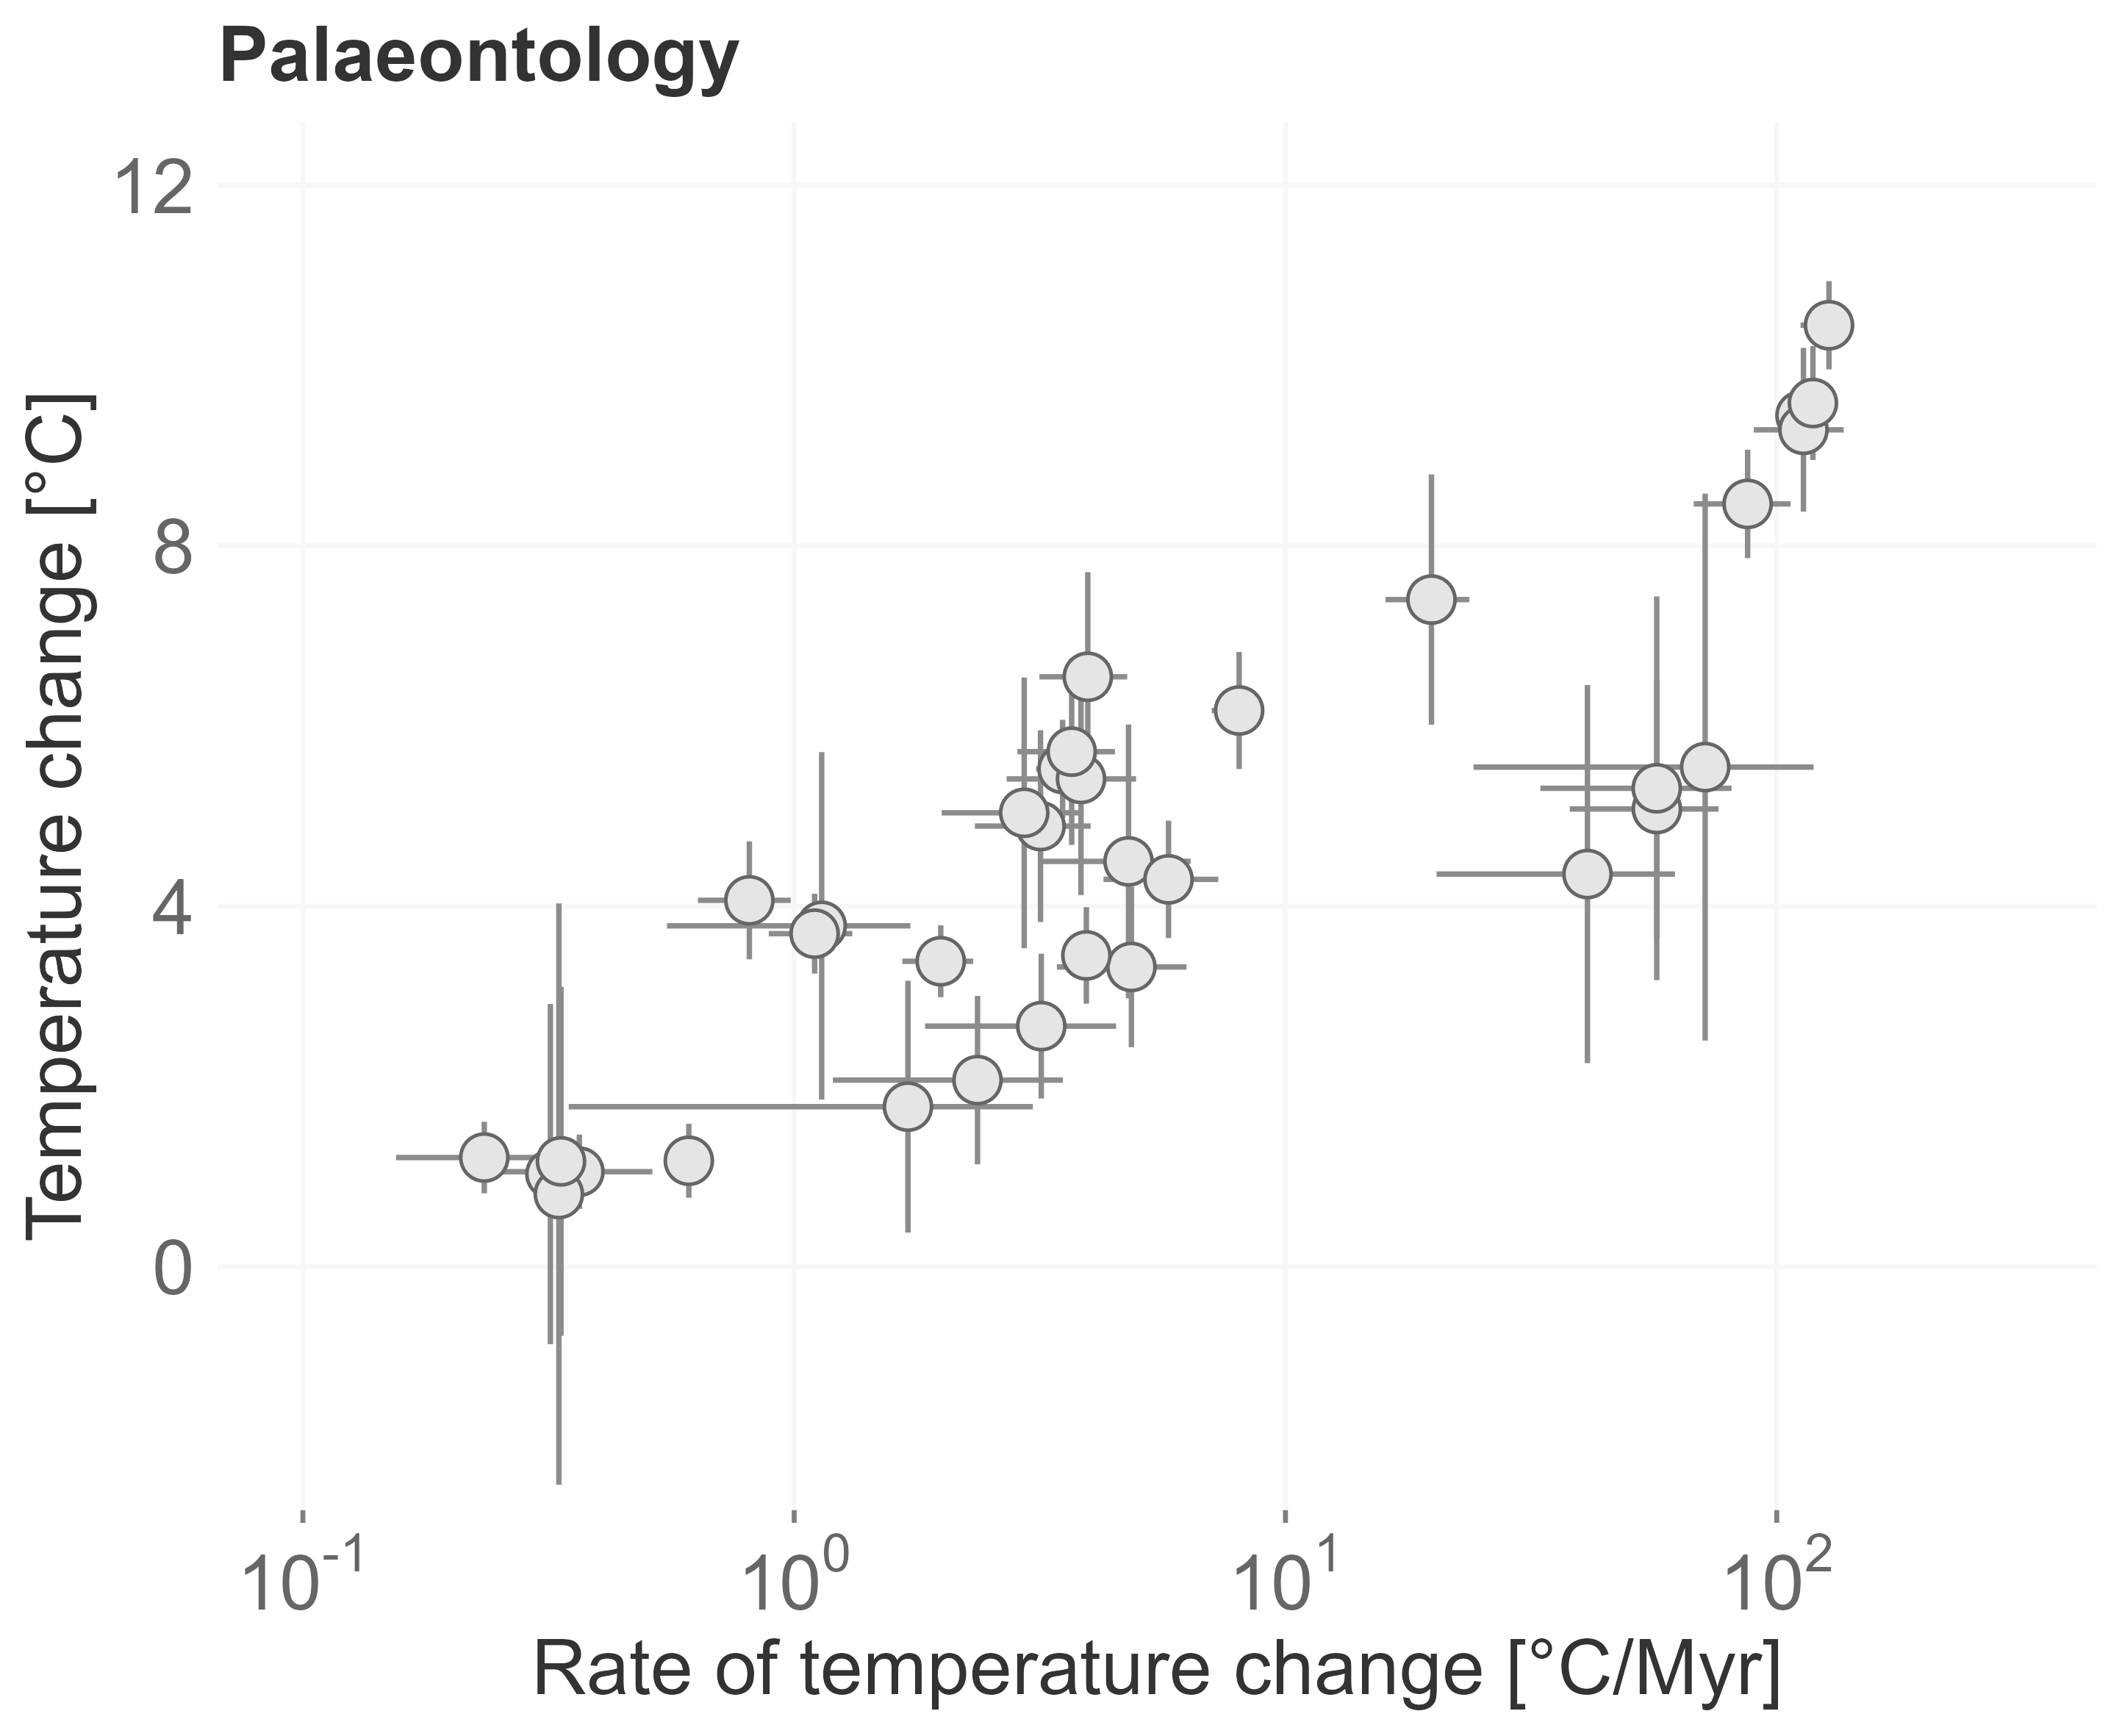 Palaeontology
Temperature change [°C]
12
8
4
0
10⁻¹ 10⁰ 10¹ 10²
Rate of temperature change [°C/Myr]